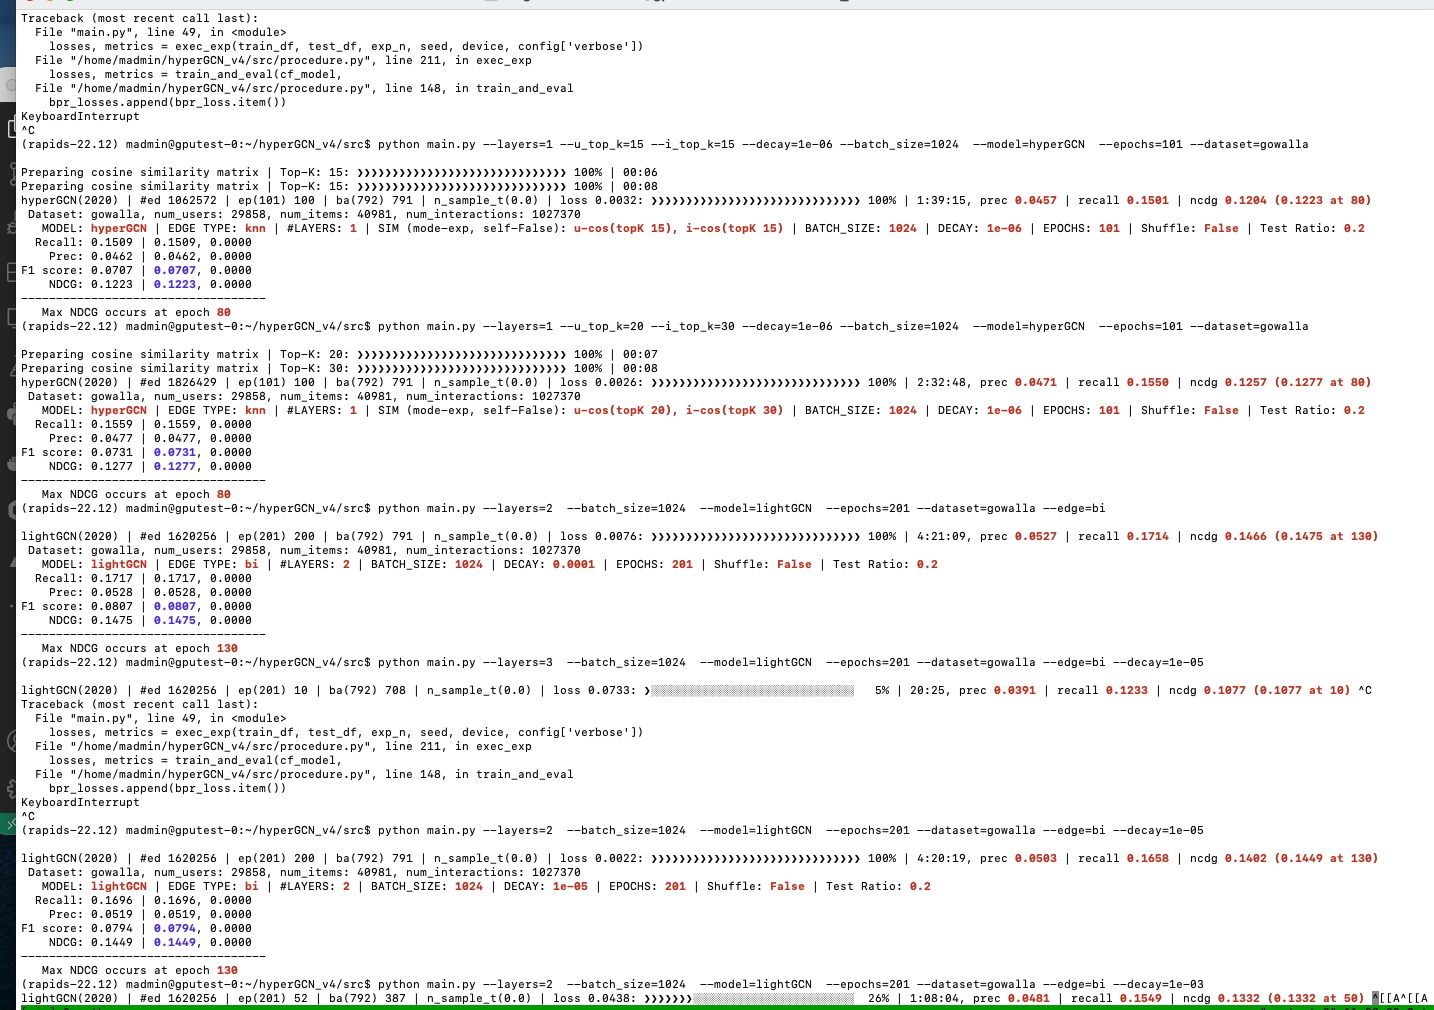 Traceback (most recent call last):
  File "main.py", line 49, in <module>
    losses, metrics = exec_exp(train_df, test_df, exp_n, seed, device, config['verbose'])
  File "/home/madmin/hyperGCN_v4/src/procedure.py", line 211, in exec_exp
    losses, metrics = train_and_eval(cf_model,
  File "/home/madmin/hyperGCN_v4/src/procedure.py", line 148, in train_and_eval
    bpr_losses.append(bpr_loss.item())
KeyboardInterrupt
^C
(rapids-22.12) madmin@gputest-0:~/hyperGCN_v4/src$ python main.py --layers=1 --u_top_k=15 --i_top_k=15 --decay=1e-06 --batch_size=1024  --model=hyperGCN  --epochs=101 --dataset=gowalla
Preparing cosine similarity matrix | Top-K: 15: ❯❯❯❯❯❯❯❯❯❯❯❯❯❯❯❯❯❯❯❯❯❯❯❯❯❯❯❯❯❯ 100% | 00:06
Preparing cosine similarity matrix | Top-K: 15: ❯❯❯❯❯❯❯❯❯❯❯❯❯❯❯❯❯❯❯❯❯❯❯❯❯❯❯❯❯❯ 100% | 00:08
hyperGCN(2020) | #ed 1062572 | ep(101) 100 | ba(792) 791 | n_sample_t(0.0) | loss 0.0032: ❯❯❯❯❯❯❯❯❯❯❯❯❯❯❯❯❯❯❯❯❯❯❯❯❯❯❯❯❯❯ 100% | 1:39:15, prec 0.0457 | recall 0.1501 | ncdg 0.1204 (0.1223 at 80)
 Dataset: gowalla, num_users: 29858, num_items: 40981, num_interactions: 1027370
   MODEL: hyperGCN | EDGE TYPE: knn | #LAYERS: 1 | SIM (mode-exp, self-False): u-cos(topK 15), i-cos(topK 15) | BATCH_SIZE: 1024 | DECAY: 1e-06 | EPOCHS: 101 | Shuffle: False | Test Ratio: 0.2
  Recall: 0.1509 | 0.1509, 0.0000
    Prec: 0.0462 | 0.0462, 0.0000
F1 score: 0.0707 | 0.0707, 0.0000
    NDCG: 0.1223 | 0.1223, 0.0000
-----------------------------------
   Max NDCG occurs at epoch 80
(rapids-22.12) madmin@gputest-0:~/hyperGCN_v4/src$ python main.py --layers=1 --u_top_k=20 --i_top_k=30 --decay=1e-06 --batch_size=1024  --model=hyperGCN  --epochs=101 --dataset=gowalla
Preparing cosine similarity matrix | Top-K: 20: ❯❯❯❯❯❯❯❯❯❯❯❯❯❯❯❯❯❯❯❯❯❯❯❯❯❯❯❯❯❯ 100% | 00:07
Preparing cosine similarity matrix | Top-K: 30: ❯❯❯❯❯❯❯❯❯❯❯❯❯❯❯❯❯❯❯❯❯❯❯❯❯❯❯❯❯❯ 100% | 00:08
hyperGCN(2020) | #ed 1826429 | ep(101) 100 | ba(792) 791 | n_sample_t(0.0) | loss 0.0026: ❯❯❯❯❯❯❯❯❯❯❯❯❯❯❯❯❯❯❯❯❯❯❯❯❯❯❯❯❯❯ 100% | 2:32:48, prec 0.0471 | recall 0.1550 | ncdg 0.1257 (0.1277 at 80)
 Dataset: gowalla, num_users: 29858, num_items: 40981, num_interactions: 1027370
   MODEL: hyperGCN | EDGE TYPE: knn | #LAYERS: 1 | SIM (mode-exp, self-False): u-cos(topK 20), i-cos(topK 30) | BATCH_SIZE: 1024 | DECAY: 1e-06 | EPOCHS: 101 | Shuffle: False | Test Ratio: 0.2
  Recall: 0.1559 | 0.1559, 0.0000
    Prec: 0.0477 | 0.0477, 0.0000
F1 score: 0.0731 | 0.0731, 0.0000
    NDCG: 0.1277 | 0.1277, 0.0000
-----------------------------------
   Max NDCG occurs at epoch 80
(rapids-22.12) madmin@gputest-0:~/hyperGCN_v4/src$ python main.py --layers=2  --batch_size=1024  --model=lightGCN  --epochs=201 --dataset=gowalla --edge=bi
lightGCN(2020) | #ed 1620256 | ep(201) 200 | ba(792) 791 | n_sample_t(0.0) | loss 0.0076: ❯❯❯❯❯❯❯❯❯❯❯❯❯❯❯❯❯❯❯❯❯❯❯❯❯❯❯❯❯❯ 100% | 4:21:09, prec 0.0527 | recall 0.1714 | ncdg 0.1466 (0.1475 at 130)
 Dataset: gowalla, num_users: 29858, num_items: 40981, num_interactions: 1027370
   MODEL: lightGCN | EDGE TYPE: bi | #LAYERS: 2 | BATCH_SIZE: 1024 | DECAY: 0.0001 | EPOCHS: 201 | Shuffle: False | Test Ratio: 0.2
  Recall: 0.1717 | 0.1717, 0.0000
    Prec: 0.0528 | 0.0528, 0.0000
F1 score: 0.0807 | 0.0807, 0.0000
    NDCG: 0.1475 | 0.1475, 0.0000
-----------------------------------
   Max NDCG occurs at epoch 130
(rapids-22.12) madmin@gputest-0:~/hyperGCN_v4/src$ python main.py --layers=3  --batch_size=1024  --model=lightGCN  --epochs=201 --dataset=gowalla --edge=bi --decay=1e-05
lightGCN(2020) | #ed 1620256 | ep(201) 10 | ba(792) 708 | n_sample_t(0.0) | loss 0.0733: ❯░░░░░░░░░░░░░░░░░░░░░░░░░░░░░   5% | 20:25, prec 0.0391 | recall 0.1233 | ncdg 0.1077 (0.1077 at 10) ^C
Traceback (most recent call last):
  File "main.py", line 49, in <module>
    losses, metrics = exec_exp(train_df, test_df, exp_n, seed, device, config['verbose'])
  File "/home/madmin/hyperGCN_v4/src/procedure.py", line 211, in exec_exp
    losses, metrics = train_and_eval(cf_model,
  File "/home/madmin/hyperGCN_v4/src/procedure.py", line 148, in train_and_eval
    bpr_losses.append(bpr_loss.item())
KeyboardInterrupt
^C
(rapids-22.12) madmin@gputest-0:~/hyperGCN_v4/src$ python main.py --layers=2  --batch_size=1024  --model=lightGCN  --epochs=201 --dataset=gowalla --edge=bi --decay=1e-05
lightGCN(2020) | #ed 1620256 | ep(201) 200 | ba(792) 791 | n_sample_t(0.0) | loss 0.0022: ❯❯❯❯❯❯❯❯❯❯❯❯❯❯❯❯❯❯❯❯❯❯❯❯❯❯❯❯❯❯ 100% | 4:20:19, prec 0.0503 | recall 0.1658 | ncdg 0.1402 (0.1449 at 130)
 Dataset: gowalla, num_users: 29858, num_items: 40981, num_interactions: 1027370
   MODEL: lightGCN | EDGE TYPE: bi | #LAYERS: 2 | BATCH_SIZE: 1024 | DECAY: 1e-05 | EPOCHS: 201 | Shuffle: False | Test Ratio: 0.2
  Recall: 0.1696 | 0.1696, 0.0000
    Prec: 0.0519 | 0.0519, 0.0000
F1 score: 0.0794 | 0.0794, 0.0000
    NDCG: 0.1449 | 0.1449, 0.0000
-----------------------------------
   Max NDCG occurs at epoch 130
(rapids-22.12) madmin@gputest-0:~/hyperGCN_v4/src$ python main.py --layers=2  --batch_size=1024  --model=lightGCN  --epochs=201 --dataset=gowalla --edge=bi --decay=1e-03
lightGCN(2020) | #ed 1620256 | ep(201) 52 | ba(792) 387 | n_sample_t(0.0) | loss 0.0438: ❯❯❯❯❯❯❯░░░░░░░░░░░░░░░░░░░░░░░  26% | 1:08:04, prec 0.0481 | recall 0.1549 | ncdg 0.1332 (0.1332 at 50) ^[[A^[[A